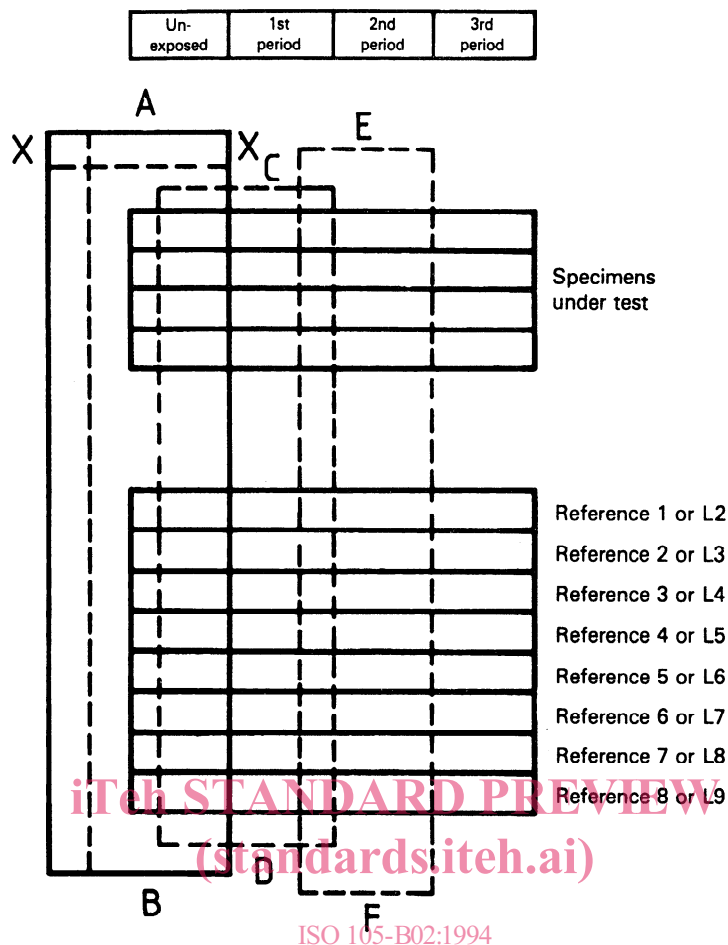 Un-
exposed
1st
period
2nd
period
3rd
period
A
E
X
X
C
Specimens
under test
Reference 1 or L2
Reference 2 or L3
Reference 3 or L4
Reference 4 or L5
Reference 5 or L6
Reference 6 or L7
Reference 7 or L8
iTeh STANDARD PREVIEW
Reference 8 or L9
(standards.iteh.ai)
D
B
F
ISO 105-B02:1994